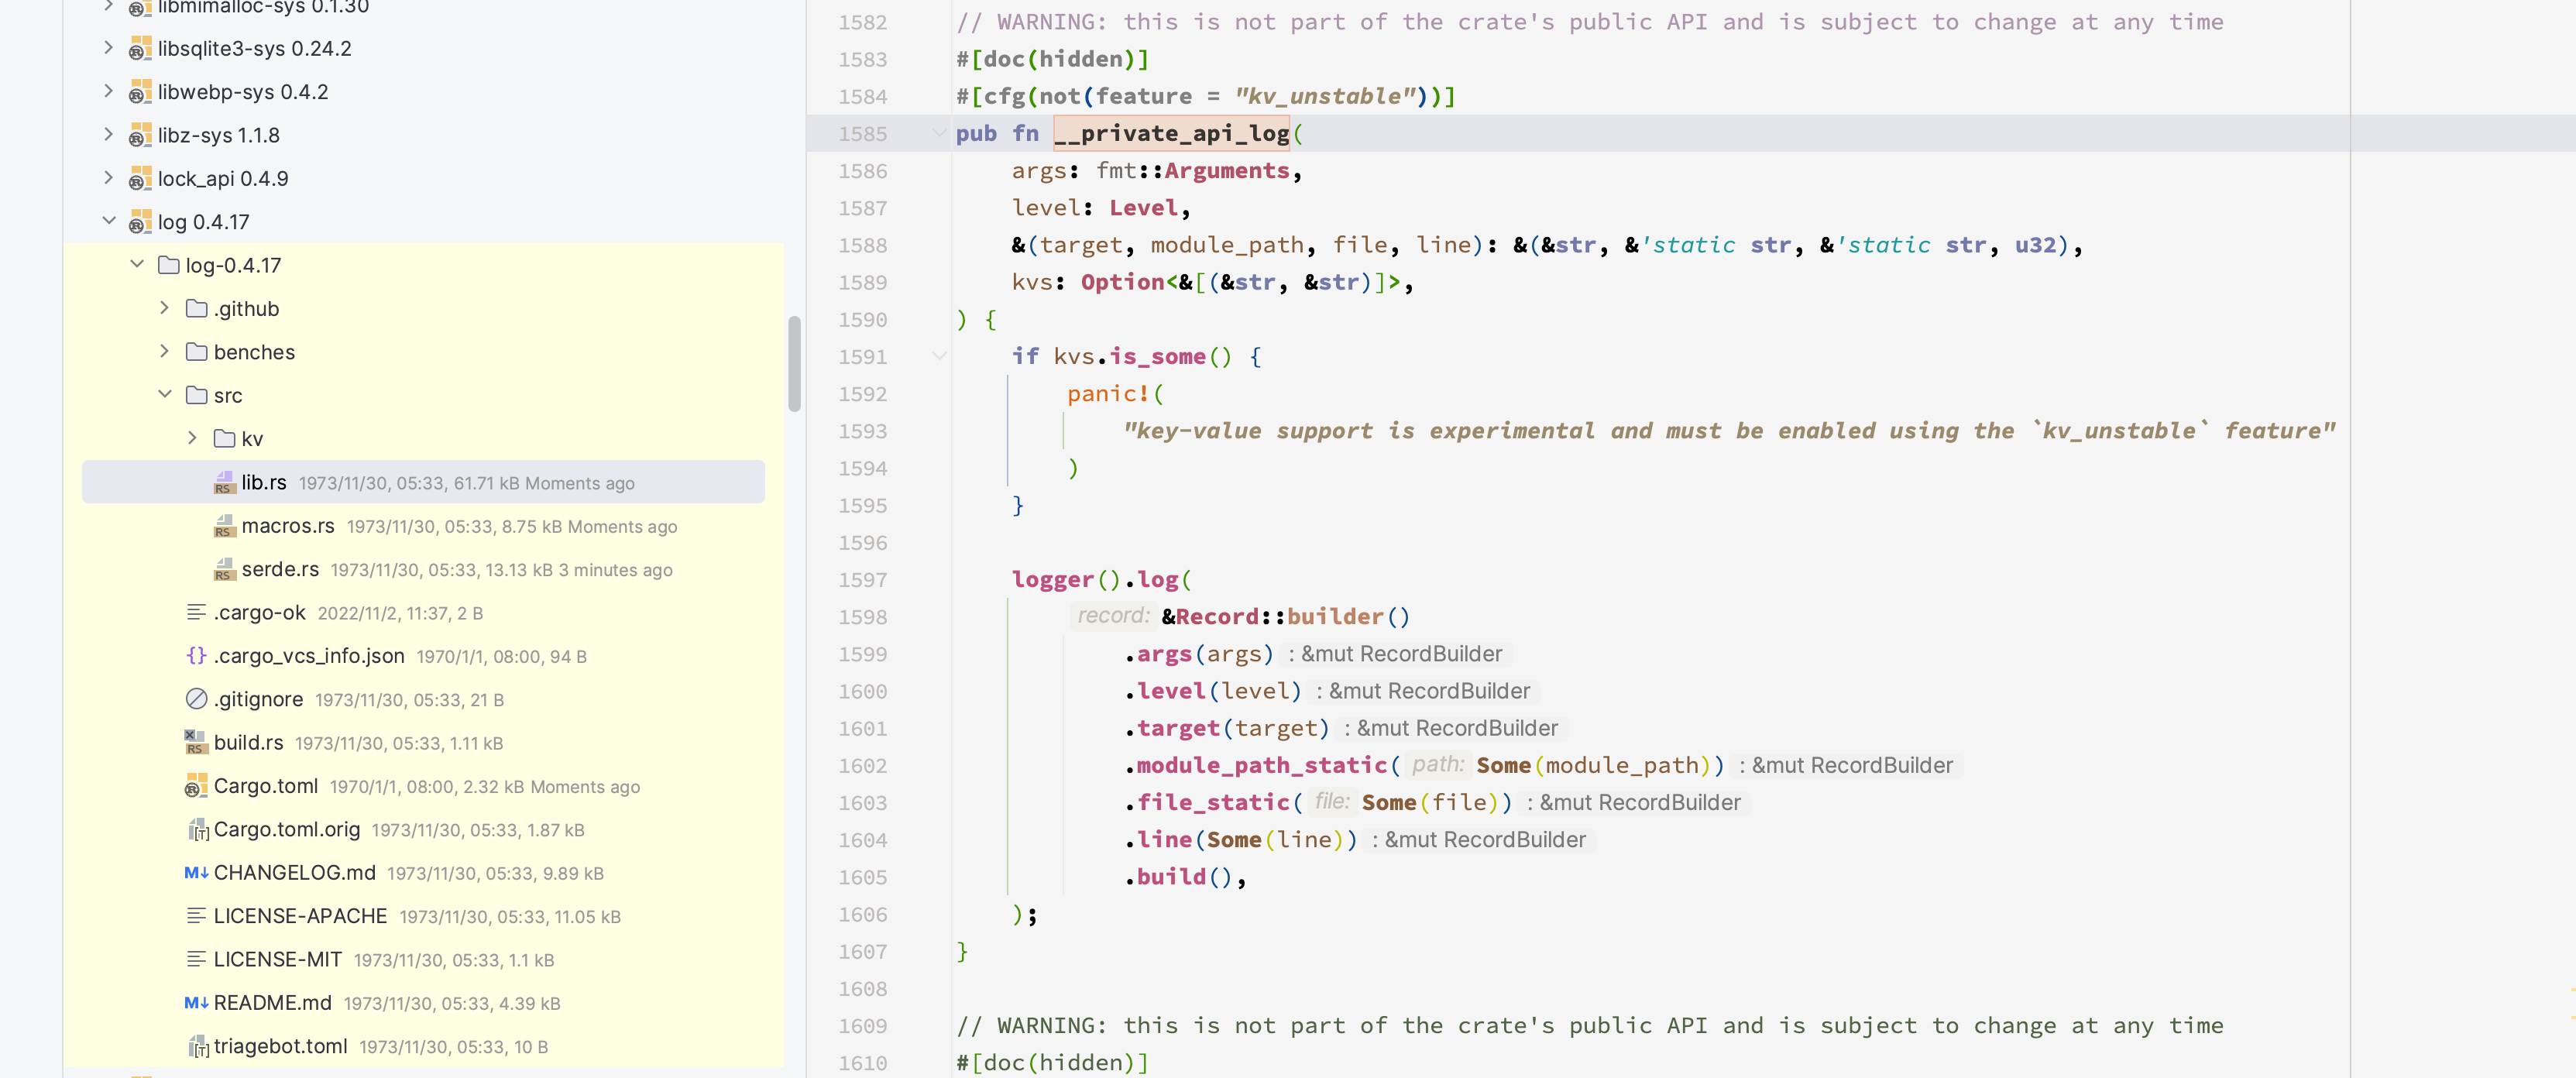 libmimalloc-sys 0.1.30
libsqlite3-sys 0.24.2
libwebp-sys 0.4.2
libz-sys 1.1.8
lock_api 0.4.9
log 0.4.17
log-0.4.17
.github
benches
src
kv
lib.rs 1973/11/30, 05:33, 61.71 kB Moments ago
macros.rs 1973/11/30, 05:33, 8.75 kB Moments ago
serde.rs 1973/11/30, 05:33, 13.13 kB 3 minutes ago
.cargo-ok 2022/11/2, 11:37, 2 B
.cargo_vcs_info.json 1970/1/1, 08:00, 94 B
.gitignore 1973/11/30, 05:33, 21 B
build.rs 1973/11/30, 05:33, 1.11 kB
Cargo.toml 1970/1/1, 08:00, 2.32 kB Moments ago
Cargo.toml.orig 1973/11/30, 05:33, 1.87 kB
CHANGELOG.md 1973/11/30, 05:33, 9.89 kB
LICENSE-APACHE 1973/11/30, 05:33, 11.05 kB
LICENSE-MIT 1973/11/30, 05:33, 1.1 kB
README.md 1973/11/30, 05:33, 4.39 kB
triagebot.toml 1973/11/30, 05:33, 10 B
1582 // WARNING: this is not part of the crate's public API and is subject to change at any time
1583 #[doc(hidden)]
1584 #[cfg(not(feature = "kv_unstable"))]
1585 pub fn __private_api_log(
1586     args: fmt::Arguments,
1587     level: Level,
1588     &(target, module_path, file, line): &(&str, &'static str, &'static str, u32),
1589     kvs: Option<&[(&str, &str)]>,
1590 ) {
1591     if kvs.is_some() {
1592         panic!(
1593             "key-value support is experimental and must be enabled using the `kv_unstable` feature"
1594         )
1595     }
1596
1597     logger().log(
1598         record: &Record::builder()
1599             .args(args) : &mut RecordBuilder
1600             .level(level) : &mut RecordBuilder
1601             .target(target) : &mut RecordBuilder
1602             .module_path_static( path: Some(module_path)) : &mut RecordBuilder
1603             .file_static( file: Some(file)) : &mut RecordBuilder
1604             .line(Some(line)) : &mut RecordBuilder
1605             .build(),
1606     );
1607 }
1608
1609 // WARNING: this is not part of the crate's public API and is subject to change at any time
1610 #[doc(hidden)]